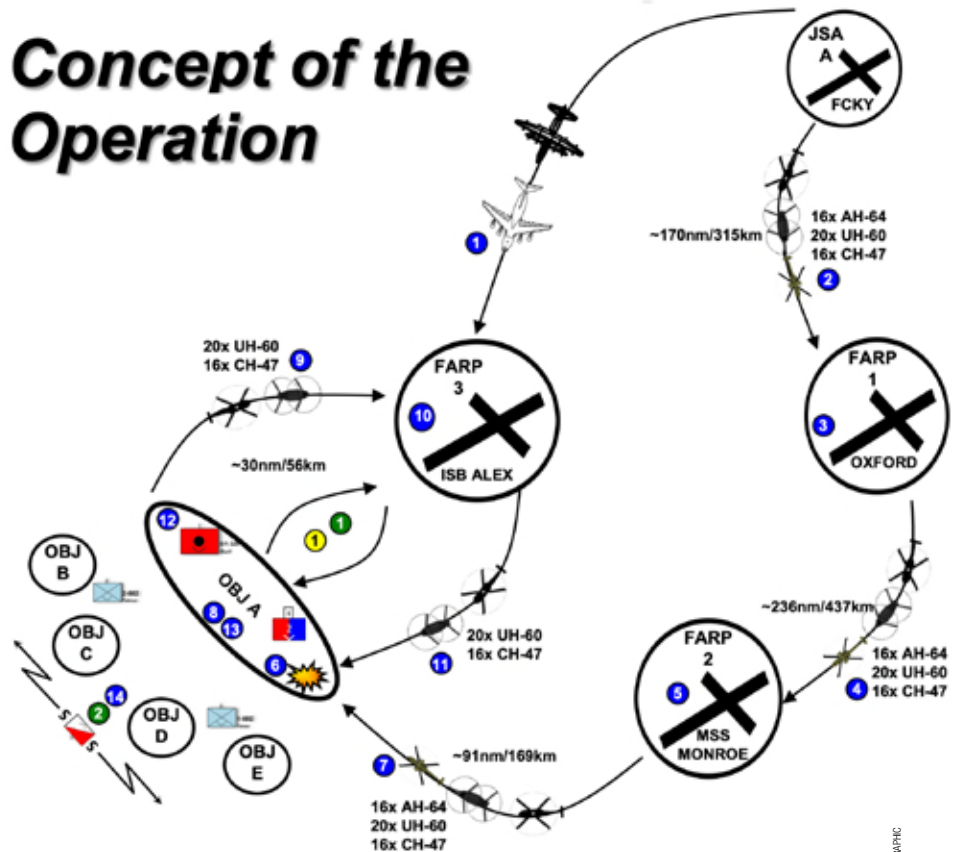 Concept of the
Operation
JSA
A
FCKY
1
~170nm/315km
16x AH-64
20x UH-60
16x CH-47
2
20x UH-60
16x CH-47
9
FARP
3
10
ISB ALEX
FARP
1
3
OXFORD
~30nm/56km
12
1
1
OBJ A
8
13
6
OBJ
B
OBJ
C
14
2
S
S
OBJ
D
OBJ
E
20x UH-60
16x CH-47
11
~236nm/437km
16x AH-64
20x UH-60
16x CH-47
4
FARP
2
5
MSS
MONROE
~91nm/169km
7
16x AH-64
20x UH-60
16x CH-47